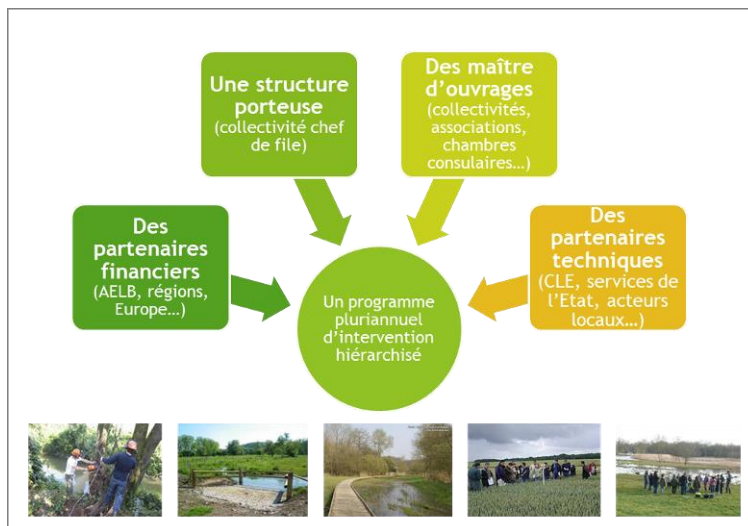 Une structure
porteuse
(collectivité chef
de file)
Des maître
d'ouvrages
(collectivités,
associations,
chambres
consulaires...)
Des
partenaires
financiers
(AELB, régions,
Europe...)
Des
partenaires
techniques
(CLE, services de
l'Etat, acteurs
locaux...)
Un programme
pluriannuel
d'intervention
hiérarchisé